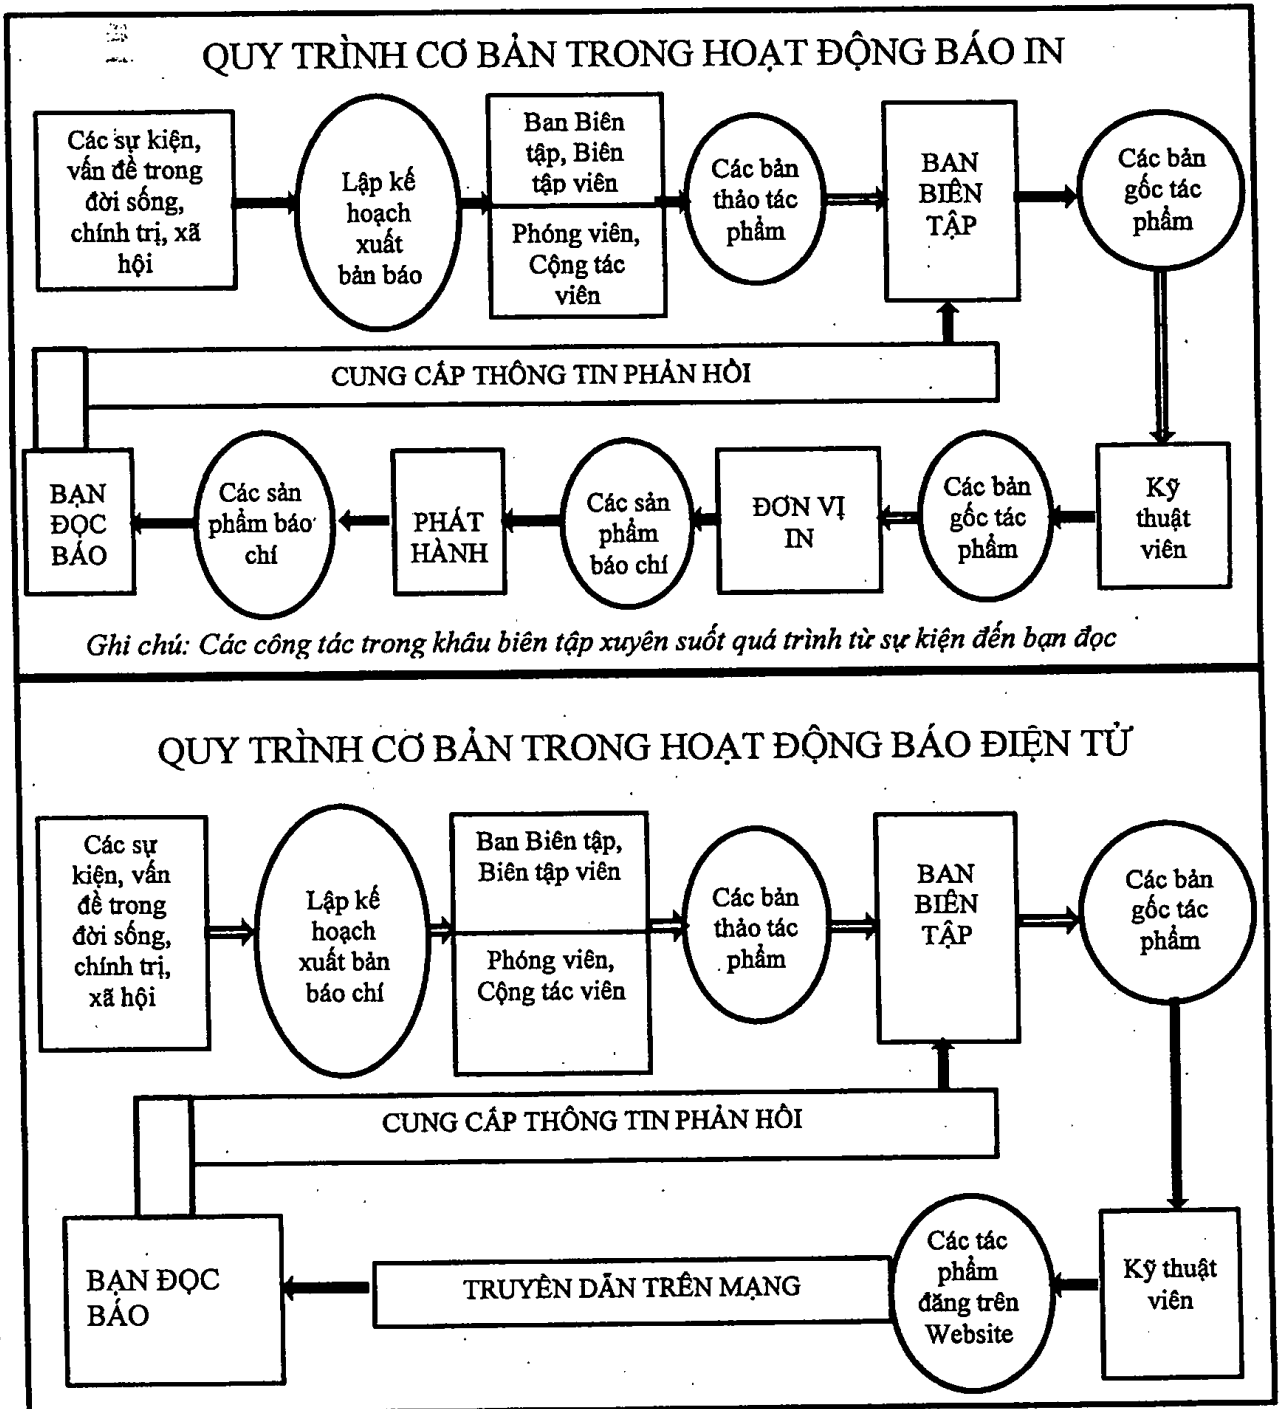 QUY TRÌNH CƠ BẢN TRONG HOẠT ĐỘNG BÁO IN
Các sự kiện,
vấn đề trong
đời sống,
chính trị, xã
hội
Lập kế
hoạch
xuất
bản báo
Ban Biên
tập, Biên
tập viên
Phóng viên,
Cộng tác
viên
Các bản
thảo tác
phẩm
BAN
BIÊN
TẬP
Các bản
gốc tác
phẩm
CUNG CẤP THÔNG TIN PHẢN HỒI
BẠN
ĐỌC
BÁO
Các sản
phẩm báo
chí
PHÁT
HÀNH
Các sản
phẩm
báo chí
ĐƠN VỊ
IN
Các bản
gốc tác
phẩm
Kỹ
thuật
viên
Ghi chú: Các công tác trong khâu biên tập xuyên suốt quá trình từ sự kiện đến bạn đọc
QUY TRÌNH CƠ BẢN TRONG HOẠT ĐỘNG BÁO ĐIỆN TỬ
Các sự
kiện, vấn
đề trong
đời sống,
chính trị,
xã hội
Lập kế
hoạch
xuất bản
báo chí
Ban Biên tập,
Biên tập viên
Phóng viên,
Cộng tác viên
Các bản
thảo tác
phẩm
BAN
BIÊN
TẬP
Các bản
gốc tác
phẩm
CUNG CẤP THÔNG TIN PHẢN HỒI
BẠN ĐỌC
BÁO
TRUYỀN DẪN TRÊN MẠNG
Các tác
phẩm
đăng trên
Website
Kỹ thuật
viên